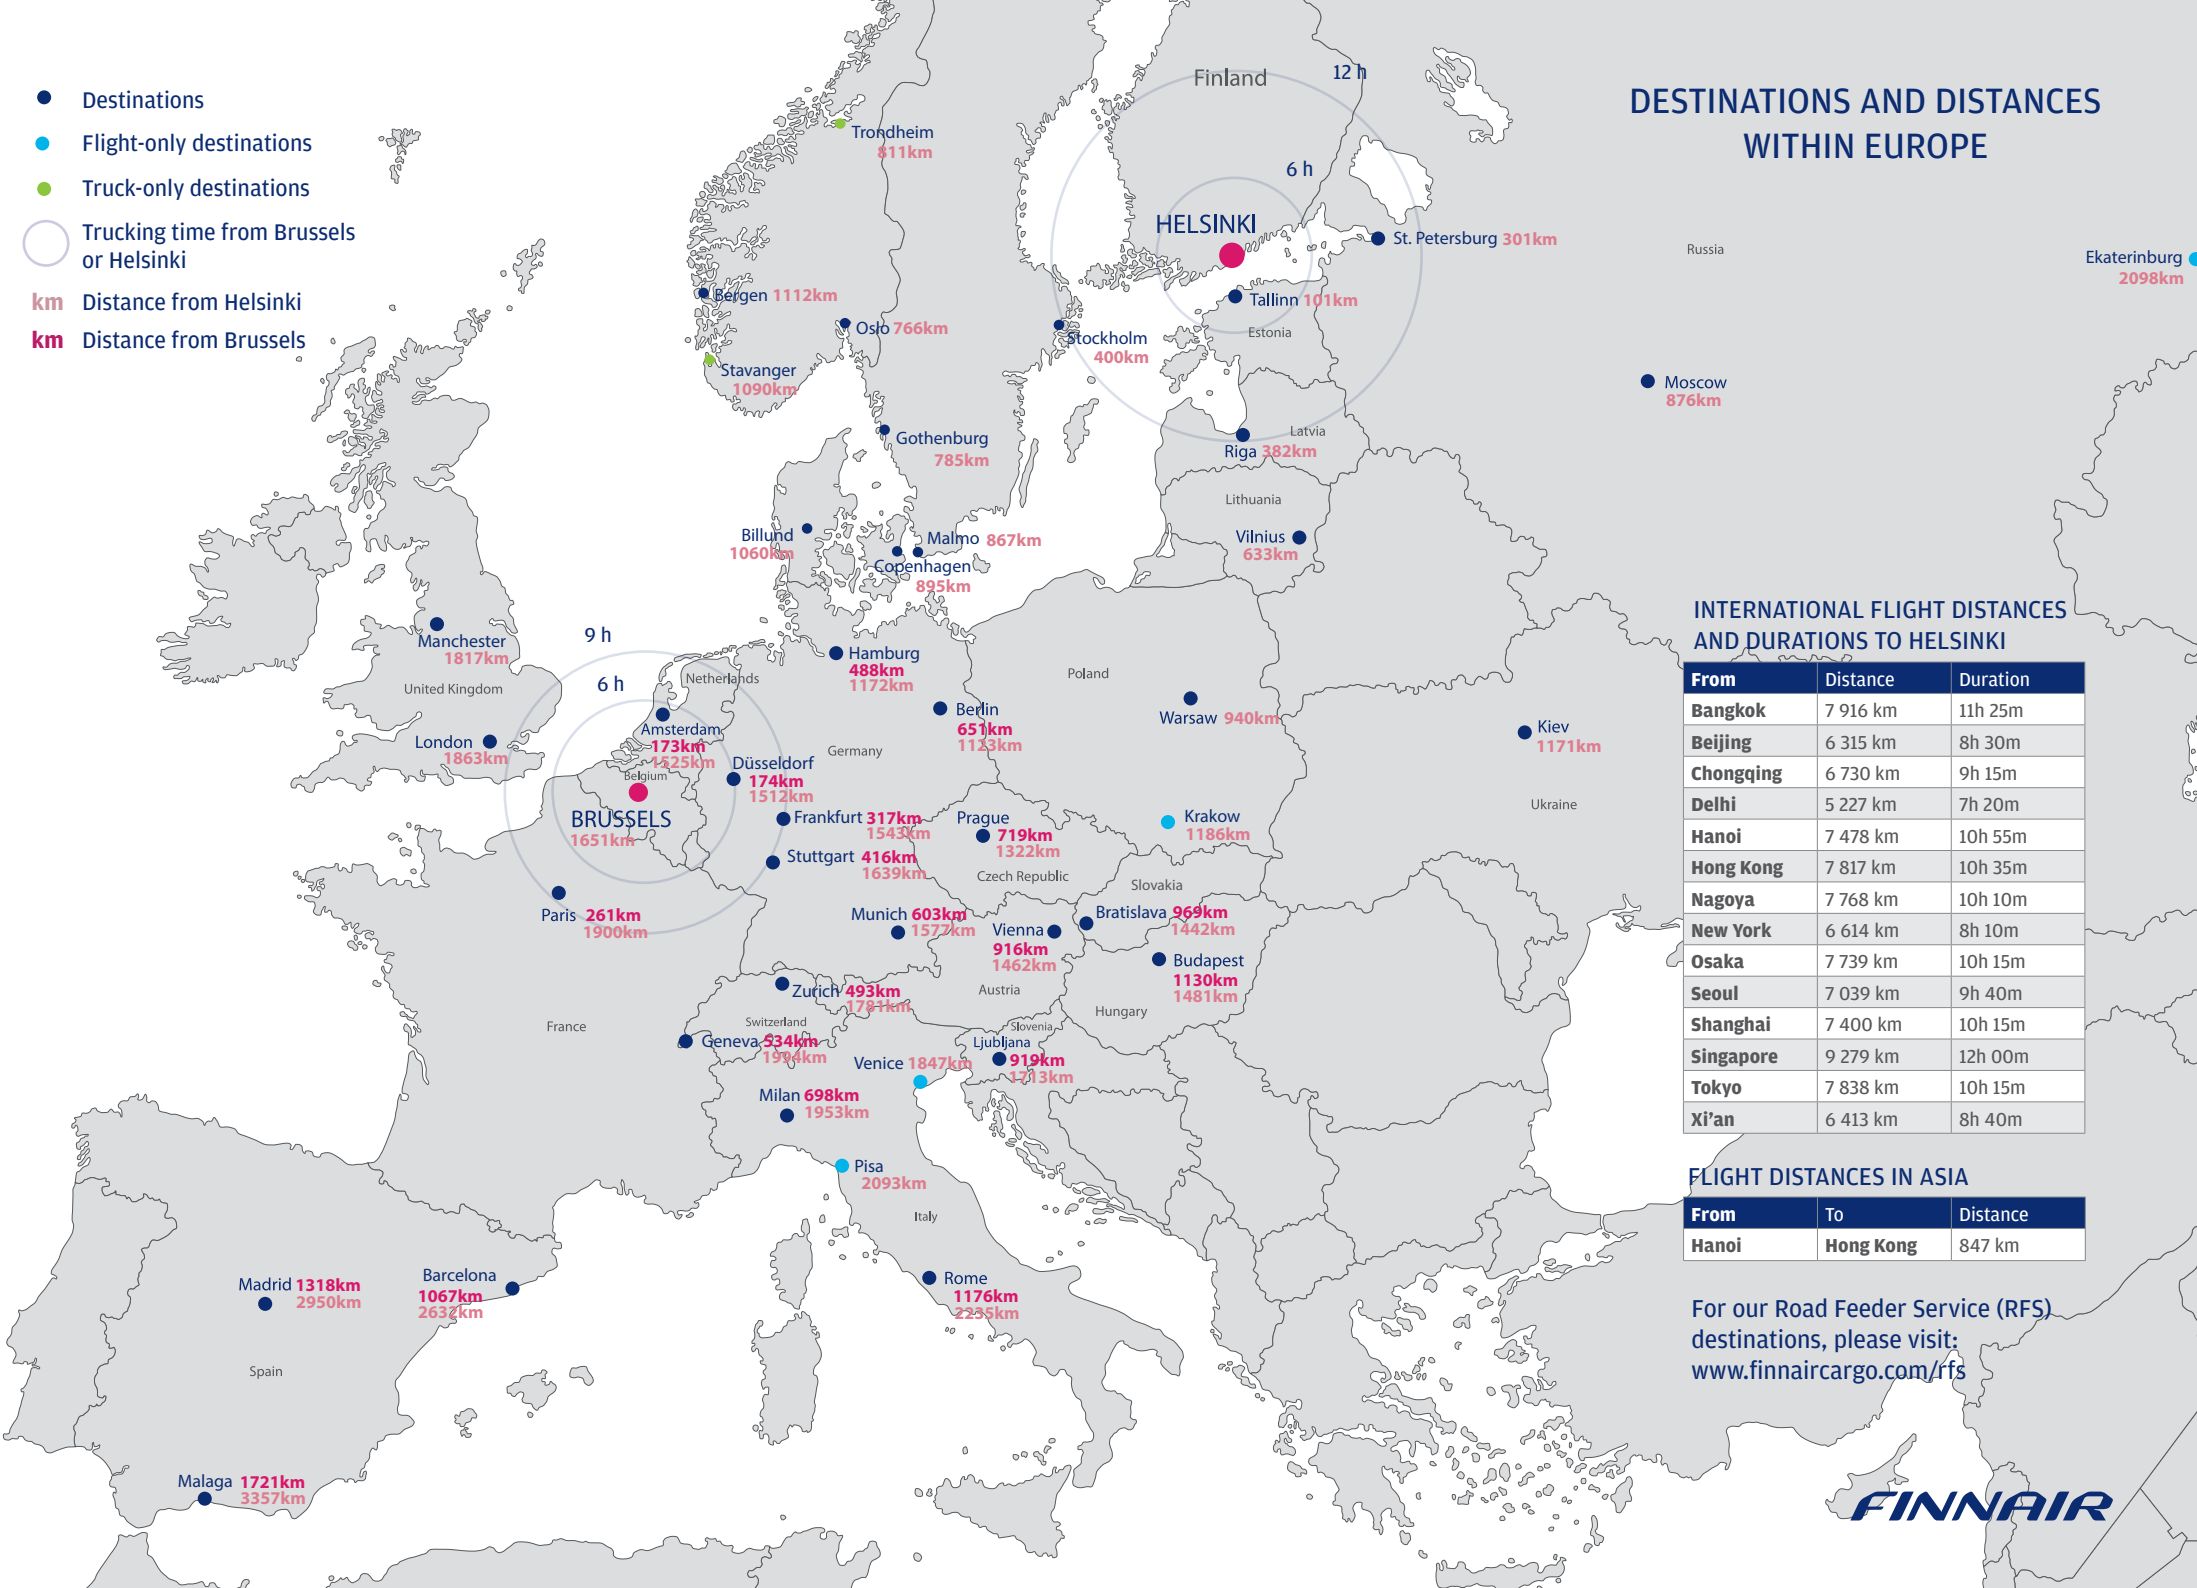 Destinations
Flight-only destinations
Truck-only destinations
Trucking time from Brussels
or Helsinki
km Distance from Helsinki
km Distance from Brussels
DESTINATIONS AND DISTANCES
WITHIN EUROPE
Finland
12 h
6 h
HELSINKI
Trondheim
811km
St. Petersburg 301km
Russia
Ekaterinburg
2098km
Bergen 1112km
Tallinn 101km
Oslo 766km
Estonia
Stockholm
400km
Stavanger
1090km
Moscow
876km
Gothenburg
785km
Latvia
Riga 382km
Lithuania
Vilnius
633km
Billund
1060km
Malmo 867km
Copenhagen
895km
Manchester
1817km
United Kingdom
London
1863km
9 h
6 h
Netherlands
Hamburg
488km
1172km
Poland
Amsterdam
173km
1525km
Berlin
651km
1123km
Warsaw 940km
Kiev
1171km
Germany
Belgium
Düsseldorf
174km
1512km
Ukraine
BRUSSELS
1651km
Frankfurt 317km
1543km
Prague
719km
1322km
Krakow
1186km
Stuttgart 416km
1639km
Czech Republic
Slovakia
Paris 261km
1900km
Munich 603km
1577km
Vienna
916km
1462km
Bratislava 969km
1442km
Budapest
1130km
1481km
Zurich 493km
1781km
Austria
Hungary
France
Switzerland
Slovenia
Geneva 534km
1994km
Ljubljana
919km
1713km
Venice 1847km
Milan 698km
1953km
Pisa
2093km
Italy
Madrid 1318km
2950km
Barcelona
1067km
2632km
Rome
1176km
2235km
Spain
Malaga 1721km
3357km
INTERNATIONAL FLIGHT DISTANCES
AND DURATIONS TO HELSINKI
From Distance Duration
Bangkok 7 916 km 11h 25m
Beijing 6 315 km 8h 30m
Chongqing 6 730 km 9h 15m
Delhi 5 227 km 7h 20m
Hanoi 7 478 km 10h 55m
Hong Kong 7 817 km 10h 35m
Nagoya 7 768 km 10h 10m
New York 6 614 km 8h 10m
Osaka 7 739 km 10h 15m
Seoul 7 039 km 9h 40m
Shanghai 7 400 km 10h 15m
Singapore 9 279 km 12h 00m
Tokyo 7 838 km 10h 15m
Xi’an 6 413 km 8h 40m
FLIGHT DISTANCES IN ASIA
From To Distance
Hanoi Hong Kong 847 km
For our Road Feeder Service (RFS)
destinations, please visit:
www.finnaircargo.com/rfs
FINNAIR